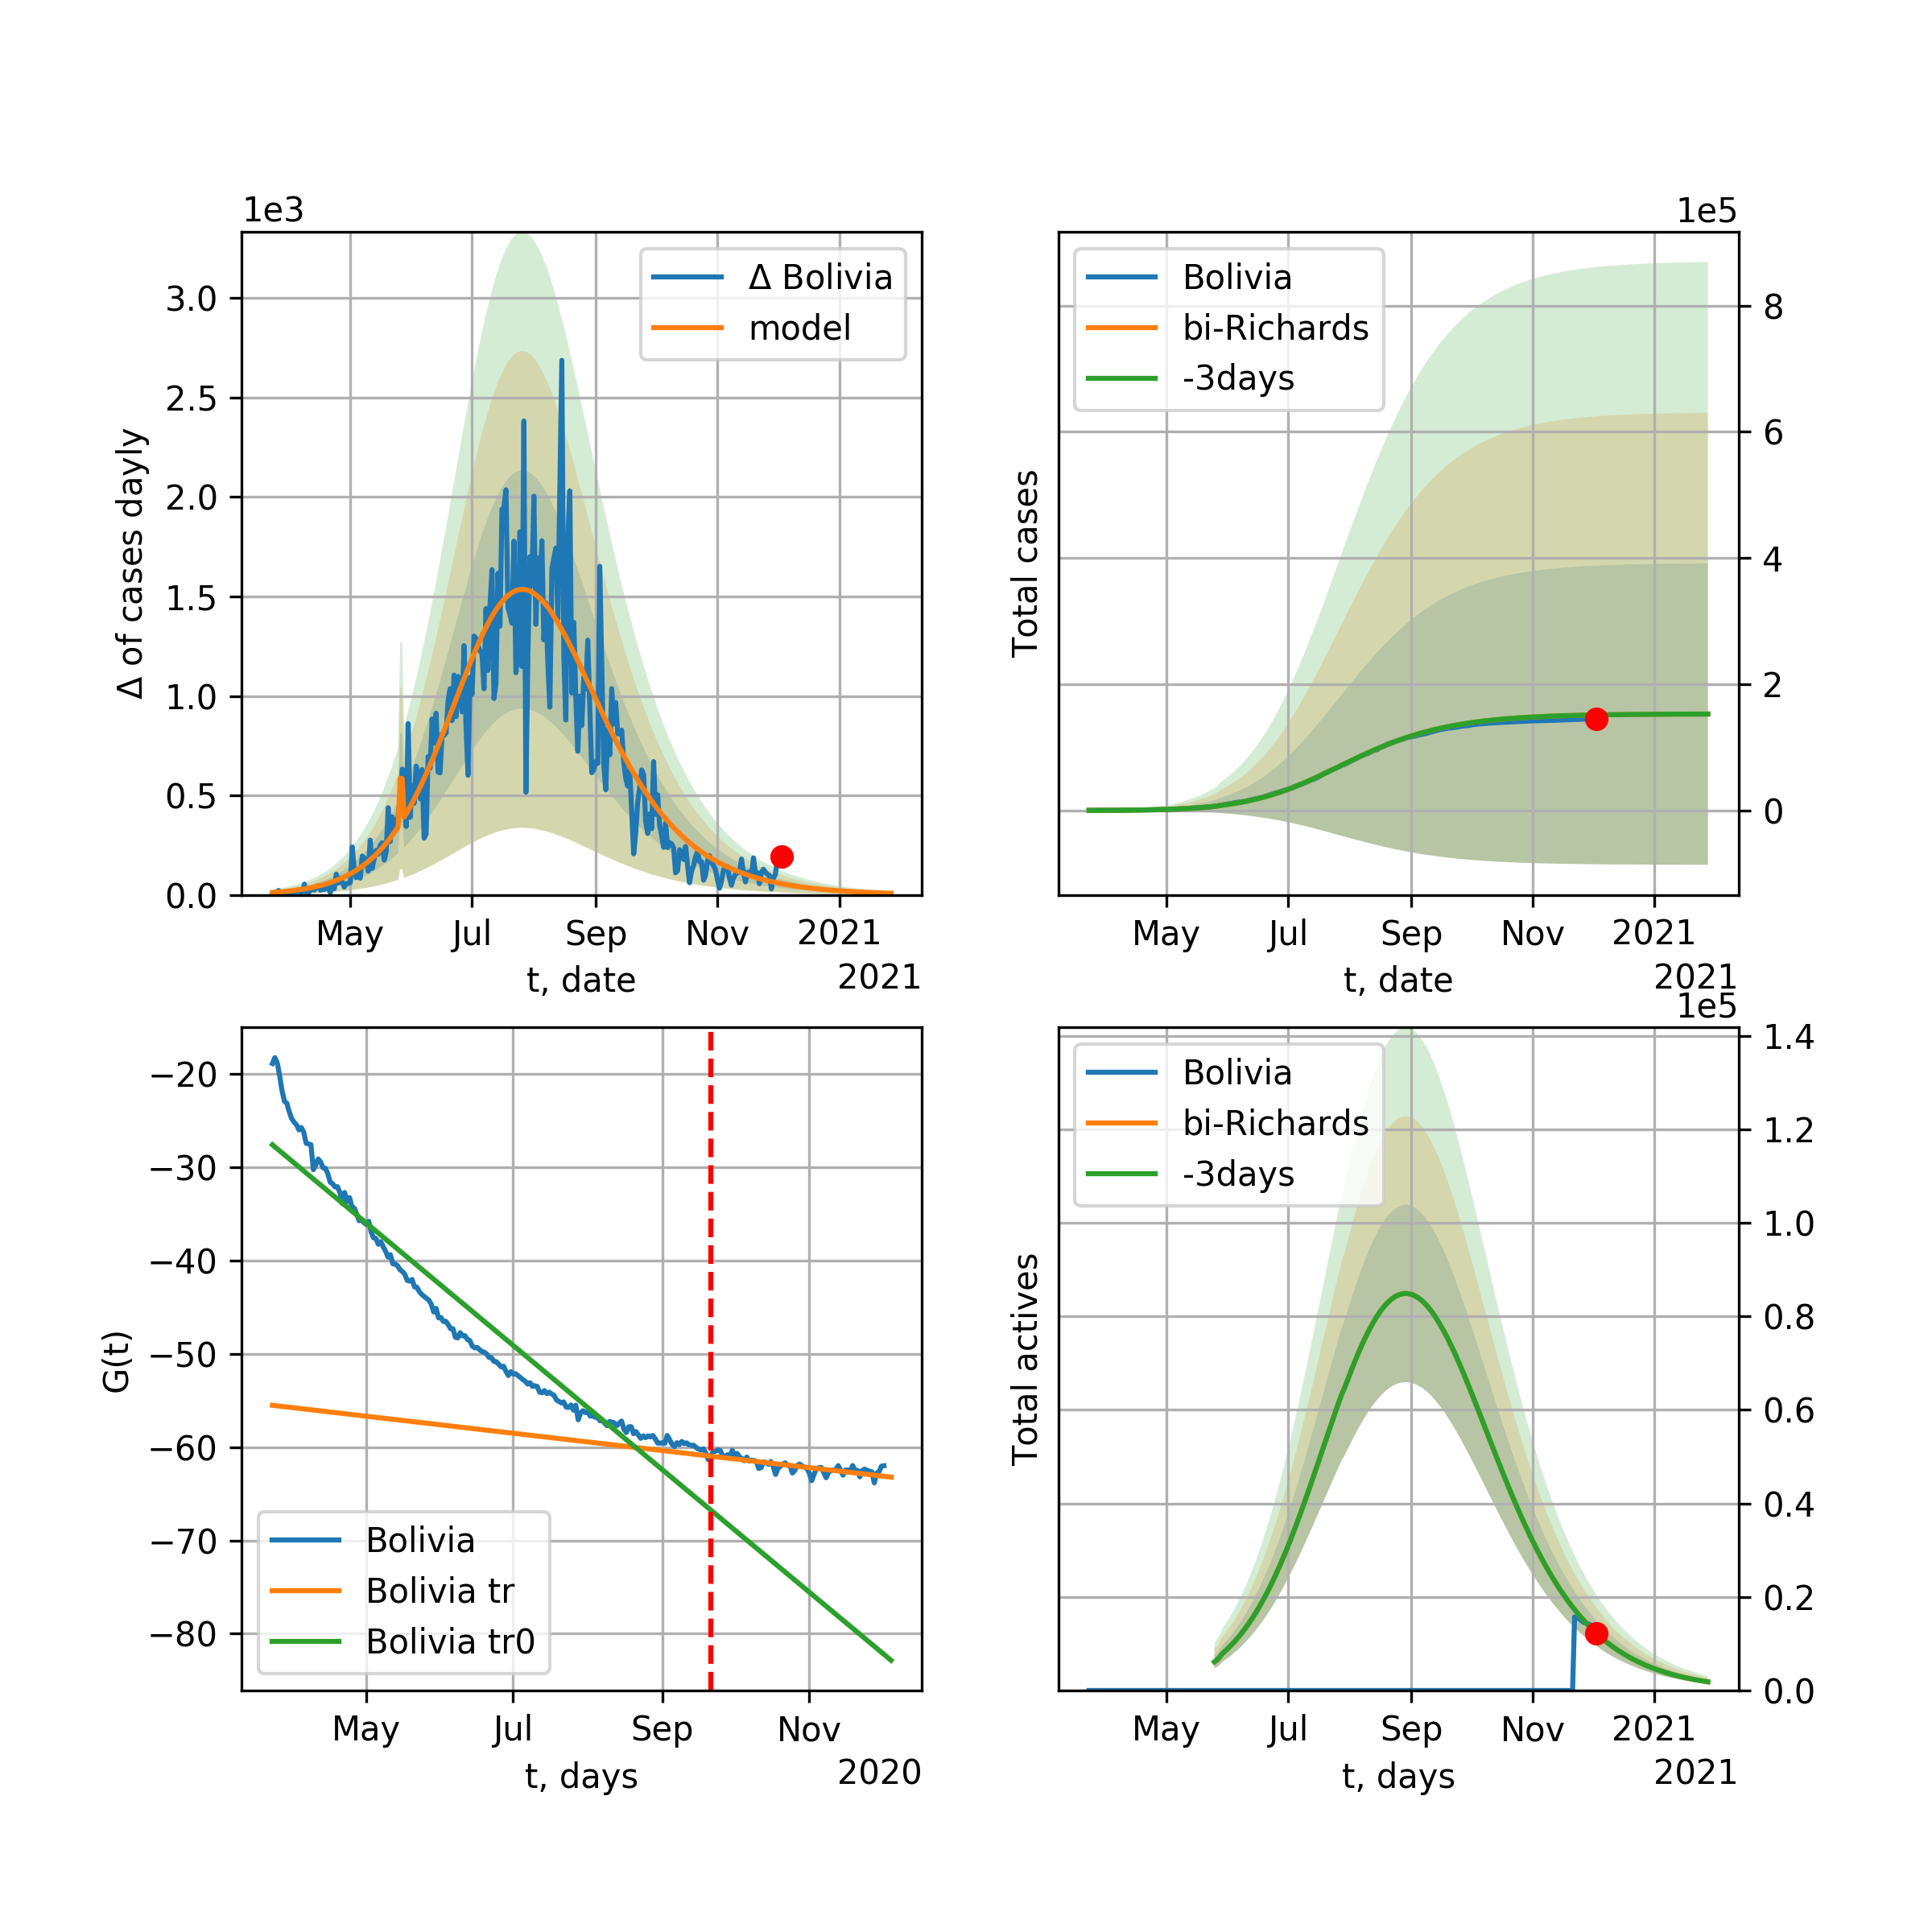 1e3
Δ of cases dayly
3.0
2.5
2.0
1.5
1.0
0.5
0.0
Δ Bolivia
model
May
Jul
Sep
Nov
2021
t, date
2021
1e5
Total cases
Bolivia
bi-Richards
-3days
8
6
4
2
0
May
Jul
Sep
Nov
2021
t, date
2021
G(t)
−20
−30
−40
−50
−60
−70
−80
Bolivia
Bolivia tr
Bolivia tr0
May
Jul
Sep
Nov
t, days
2020
1e5
Total actives
Bolivia
bi-Richards
-3days
1.4
1.2
1.0
0.8
0.6
0.4
0.2
0.0
May
Jul
Sep
Nov
2021
t, days
2021